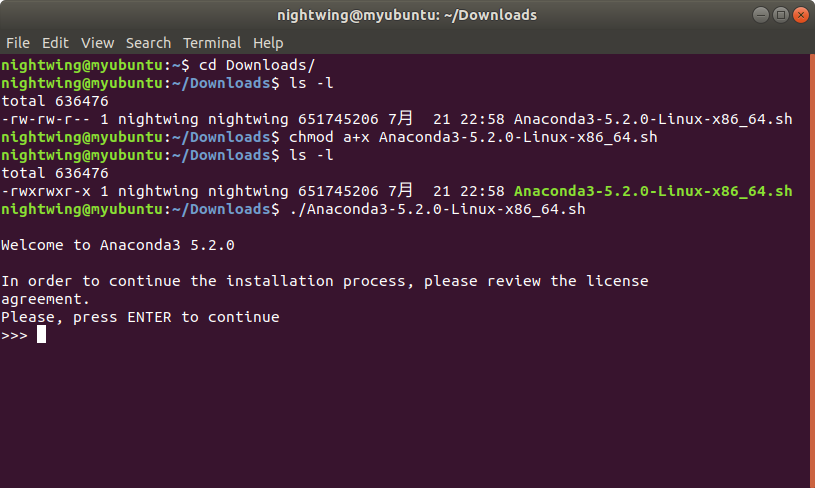 nightwing@myubuntu: ~/Downloads
File Edit View Search Terminal Help
nightwing@myubuntu:~$ cd Downloads/
nightwing@myubuntu:~/Downloads$ ls -l
total 636476
-rw-rw-r-- 1 nightwing nightwing 651745206 7月  21 22:58 Anaconda3-5.2.0-Linux-x86_64.sh
nightwing@myubuntu:~/Downloads$ chmod a+x Anaconda3-5.2.0-Linux-x86_64.sh
nightwing@myubuntu:~/Downloads$ ls -l
total 636476
-rwxrwxr-x 1 nightwing nightwing 651745206 7月  21 22:58 Anaconda3-5.2.0-Linux-x86_64.sh
nightwing@myubuntu:~/Downloads$ ./Anaconda3-5.2.0-Linux-x86_64.sh
Welcome to Anaconda3 5.2.0
In order to continue the installation process, please review the license
agreement.
Please, press ENTER to continue
>>>